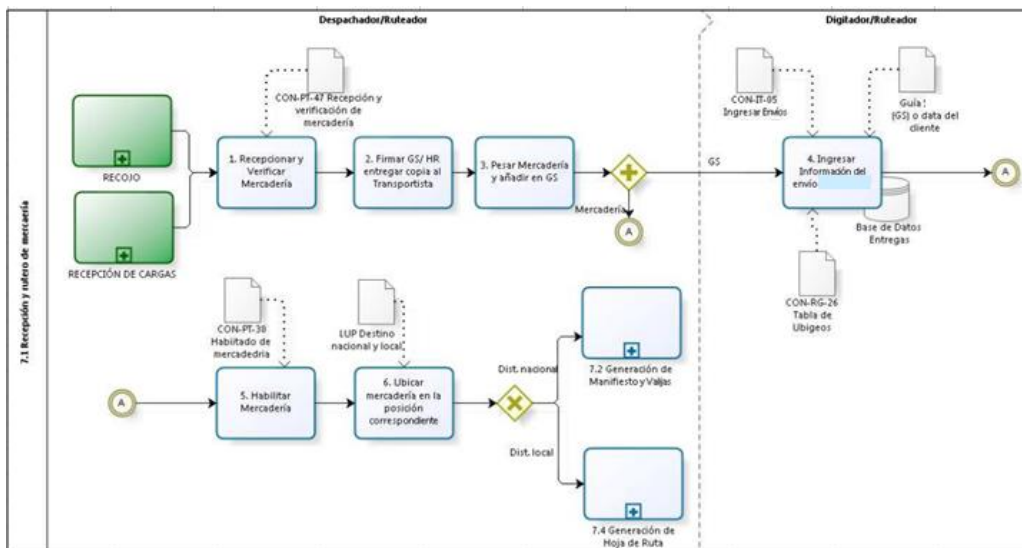 Despachador/Ruteador
Digitador/Ruteador
7.1 Recepción y rutero de mercaería
RECOJO
RECEPCIÓN DE CARGAS
CON-PT-47 Recepción y
verificación de
mercadería
1. Recepcionar y
Verificar
Mercadería
2. Firmar GS/ HR
entregar copia al
Transportista
3. Pesar Mercadería
y añadir en GS
Mercadería
A
GS
CON-IT-05
Ingresar Envíos
Guía
(GS) o data del
cliente
4. Ingresar
Información del
envío
Base de Datos
Entregas
CON-RG-26
Tabla de
Ubigeos
A
A
CON-PT-38
Habiitado de
mercadedria
5. Habilitar
Mercadería
LUP Destino
nacional y local
6. Ubicar
mercadería en la
posición
correspondiente
Dist. nacional
7.2 Generación de
Manifiesto y Valijas
Dist. local
7.4 Generación de
Hoja de Ruta